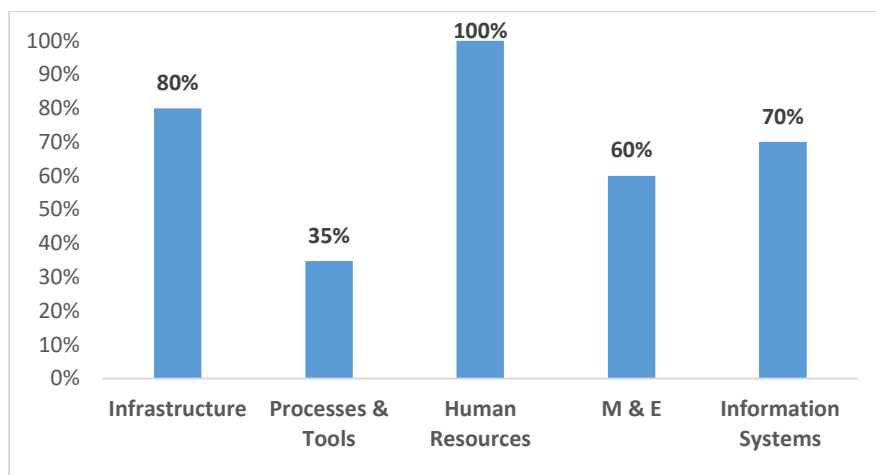 100%
90%
80%
70%
60%
50%
40%
30%
20%
10%
0%
80%
35%
100%
60%
70%
Infrastructure
Processes &
Tools
Human
Resources
M & E
Information
Systems